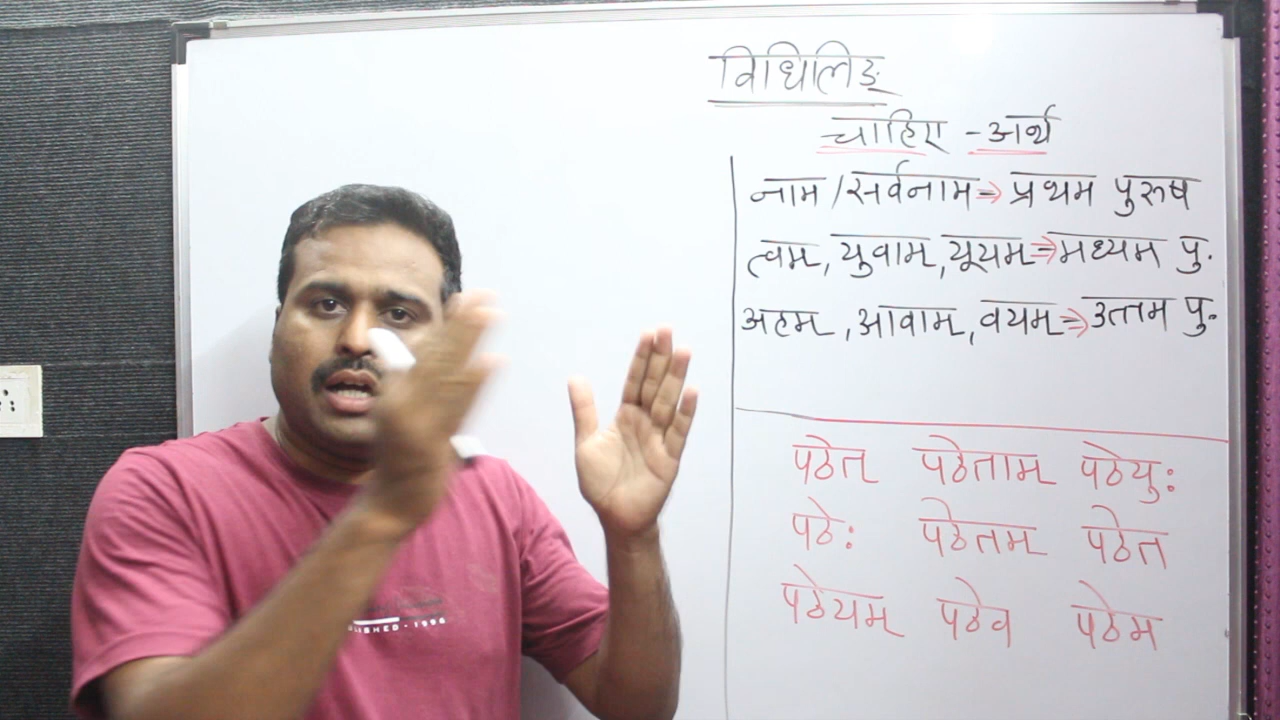 विधिलिङ्
चाहिए - अर्थ
नाम / सर्वनाम ⇒ प्रथम पुरूष
त्वम्, युवाम्, यूयम् ⇒ मध्यम पु.
अहम्, आवाम्, वयम् ⇒ उत्तम पु.
पठेत् पठेताम् पठेयुः
पठेः पठेतम् पठेत
पठेयम् पठेव पठेम